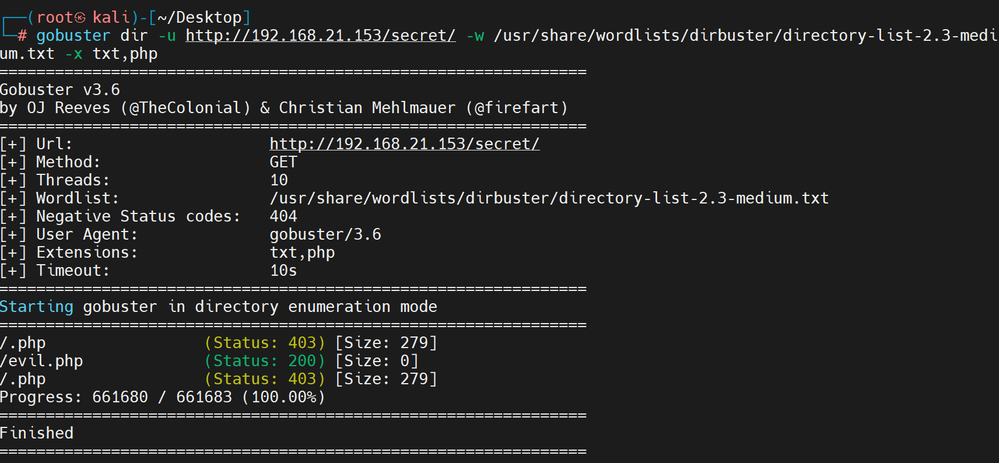 ┌──(root㉿kali)-[~/Desktop]
└─# gobuster dir -u http://192.168.21.153/secret/ -w /usr/share/wordlists/dirbuster/directory-list-2.3-medi
um.txt -x txt,php
===============================================================
Gobuster v3.6
by OJ Reeves (@TheColonial) & Christian Mehlmauer (@firefart)
===============================================================
[+] Url:                     http://192.168.21.153/secret/
[+] Method:                  GET
[+] Threads:                 10
[+] Wordlist:                /usr/share/wordlists/dirbuster/directory-list-2.3-medium.txt
[+] Negative Status codes:   404
[+] User Agent:              gobuster/3.6
[+] Extensions:              txt,php
[+] Timeout:                 10s
===============================================================
Starting gobuster in directory enumeration mode
===============================================================
/.php                 (Status: 403) [Size: 279]
/evil.php             (Status: 200) [Size: 0]
/.php                 (Status: 403) [Size: 279]
Progress: 661680 / 661683 (100.00%)
===============================================================
Finished
===============================================================